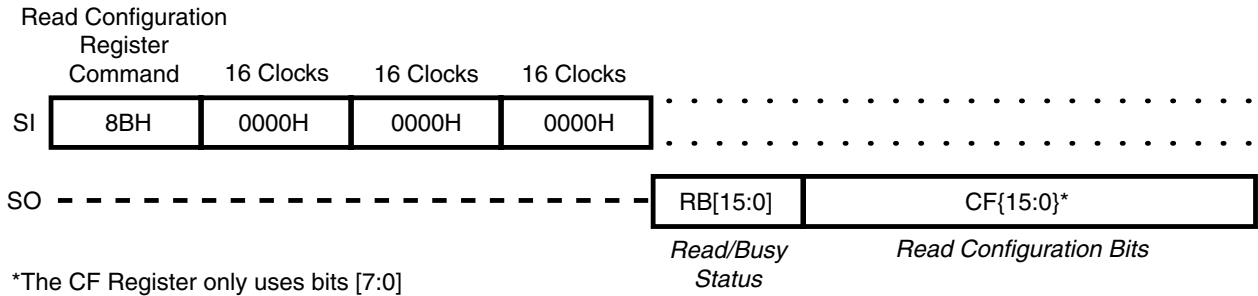 Read Configuration
Register
Command 16 Clocks 16 Clocks 16 Clocks
SI 8BH 0000H 0000H 0000H
SO RB[15:0] CF{15:0}*
Read/Busy Read Configuration Bits
Status
*The CF Register only uses bits [7:0]